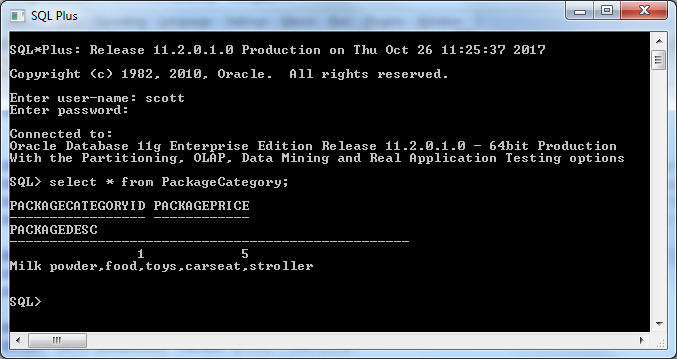 SQL Plus
SQL*Plus: Release 11.2.0.1.0 Production on Thu Oct 26 11:25:37 2017
Copyright (c) 1982, 2010, Oracle.  All rights reserved.
Enter user-name: scott
Enter password:
Connected to:
Oracle Database 11g Enterprise Edition Release 11.2.0.1.0 - 64bit Production
With the Partitioning, OLAP, Data Mining and Real Application Testing options
SQL> select * from PackageCategory;
PACKAGECATEGORYID PACKAGEPRICE
----------------- ------------
PACKAGEDESC
--------------------------------------------------
                1            5
Milk powder,food,toys,carseat,stroller
SQL>